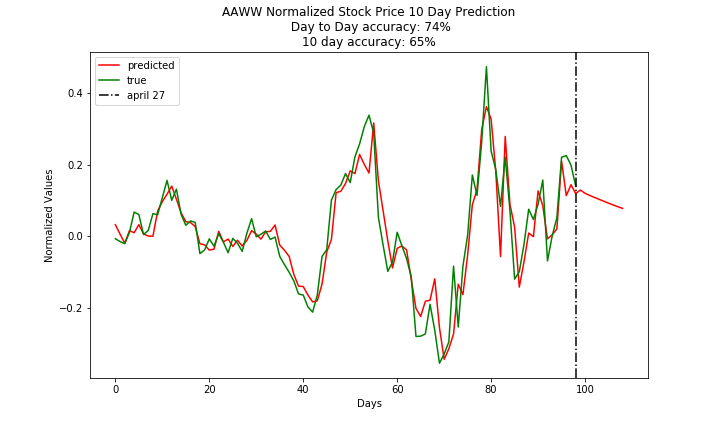 AAWW Normalized Stock Price 10 Day Prediction
Day to Day accuracy: 74%
10 day accuracy: 65%
predicted
true
april 27
Normalized Values
0.4
0.2
0.0
−0.2
0
20
40
60
80
100
Days